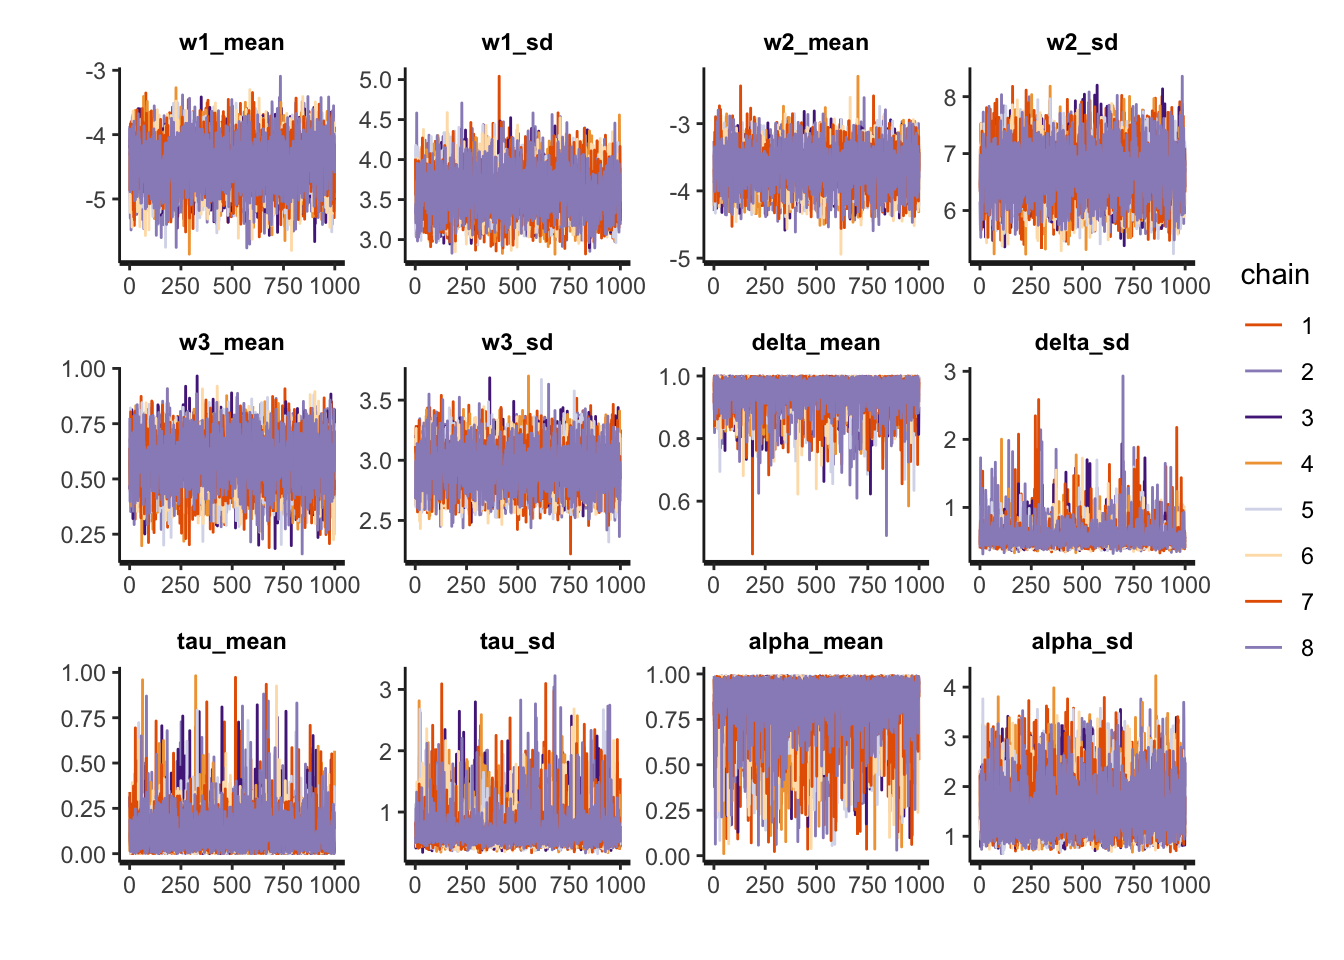 w1_mean w1_sd w2_mean w2_sd
-3 -4 -5
5.0 4.5 4.0 3.5 3.0
-3 -4 -5
8 7 6
0 250 500 750 1000 0 250 500 750 1000 0 250 500 750 1000 0 250 500 750 1000
w3_mean w3_sd delta_mean delta_sd
1.00 0.75 0.50 0.25
3.5 3.0 2.5
1.0 0.8 0.6
3 2 1
0 250 500 750 1000 0 250 500 750 1000 0 250 500 750 1000 0 250 500 750 1000
tau_mean tau_sd alpha_mean alpha_sd
1.00 0.75 0.50 0.25 0.00
3 2 1
1.00 0.75 0.50 0.25 0.00
4 3 2 1
0 250 500 750 1000 0 250 500 750 1000 0 250 500 750 1000 0 250 500 750 1000
chain
1
2
3
4
5
6
7
8